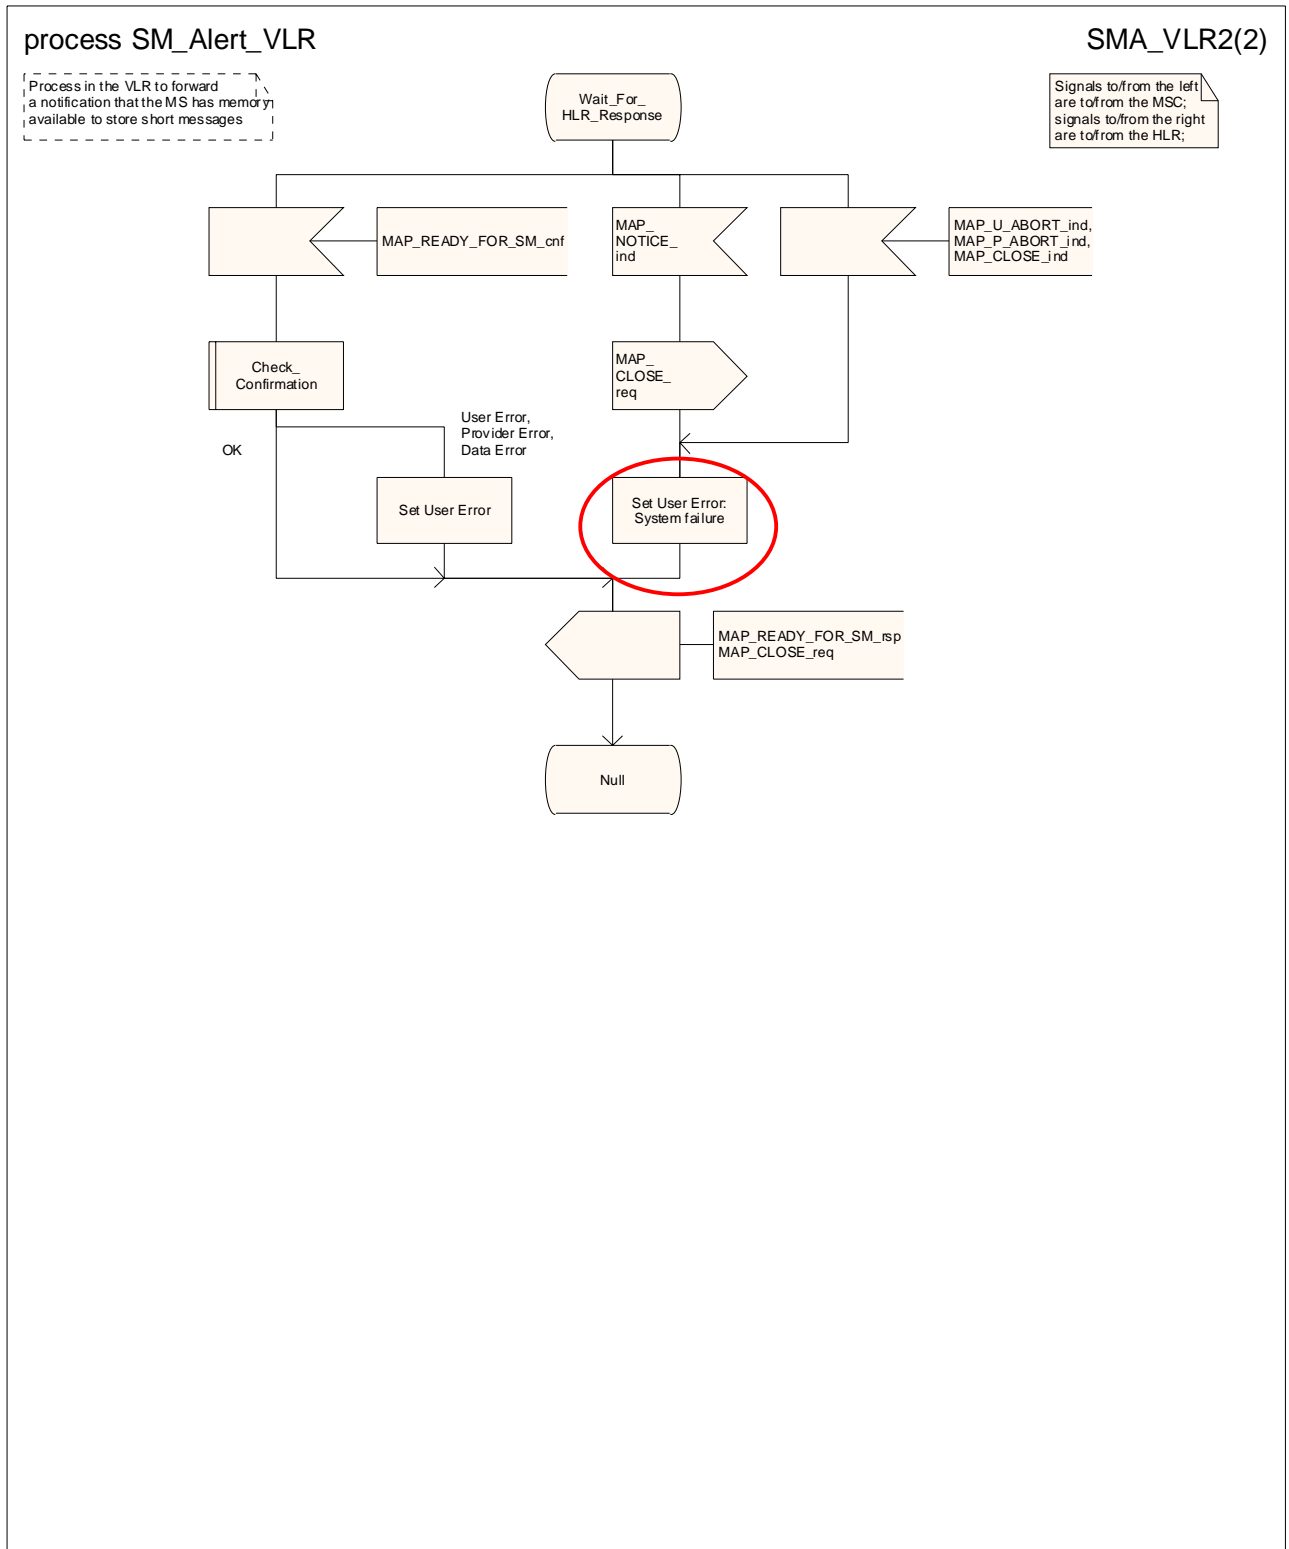 process SM_Alert_VLR
SMA_VLR2(2)
Process in the VLR to forward
a notification that the MS has memory
available to store short messages
Wait_For_
HLR_Response
Signals to/from the left
are to/from the MSC;
signals to/from the right
are to/from the HLR;
MAP_READY_FOR_SM_cnf
MAP_
NOTICE_
ind
MAP_U_ABORT_ind,
MAP_P_ABORT_ind,
MAP_CLOSE_ind
Check_
Confirmation
MAP_
CLOSE_
req
OK
User Error,
Provider Error,
Data Error
Set User Error
Set User Error:
System failure
MAP_READY_FOR_SM_rsp
MAP_CLOSE_req
Null